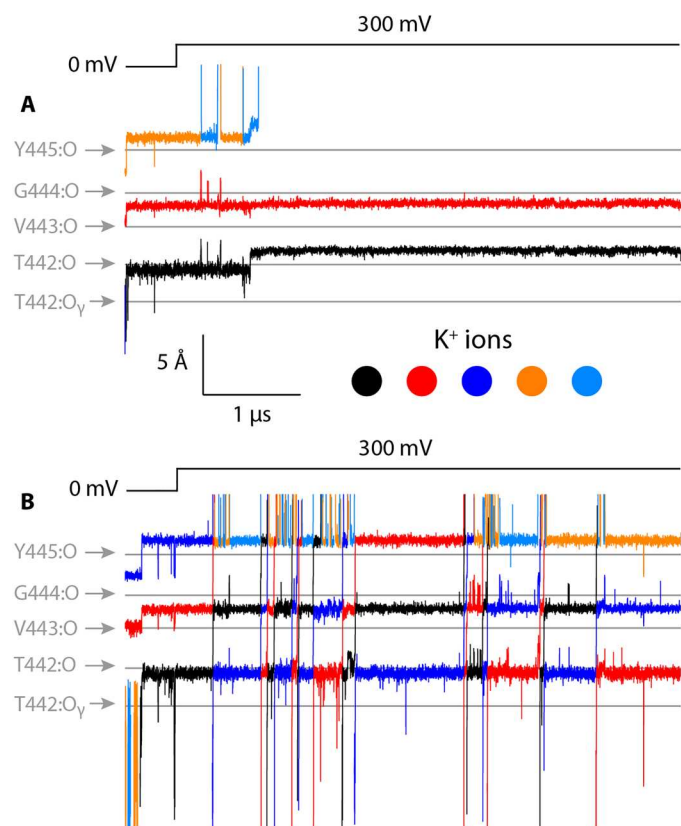 300 mV
0 mV
A
Y445:O
G444:O
V443:O
T442:O
T442:Oγ
5 Å
K+ ions
1 μs
300 mV
0 mV
B
Y445:O
G444:O
V443:O
T442:O
T442:Oγ